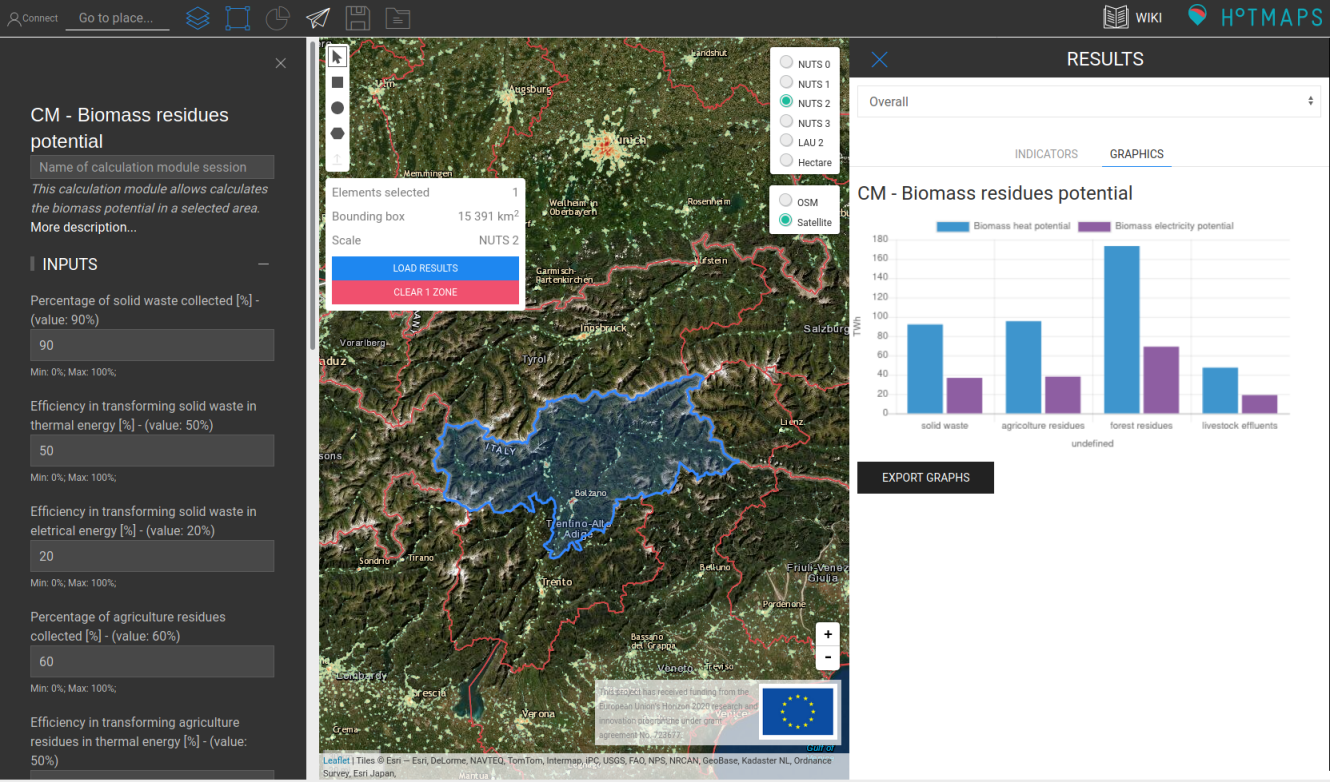 Connect
Go to place...
WIKI
HOTMAPS
CM - Biomass residues
potential
Name of calculation module session
This calculation module allows calculates
the biomass potential in a selected area.
More description...
INPUTS
Percentage of solid waste collected [%] -
(value: 90%)
90
Min: 0%; Max: 100%;
Efficiency in transforming solid waste in
thermal energy [%] - (value: 50%)
50
Min: 0%; Max: 100%;
Efficiency in transforming solid waste in
eletrical energy [%] - (value: 20%)
20
Min: 0%; Max: 100%;
Percentage of agriculture residues
collected [%] - (value: 60%)
60
Min: 0%; Max: 100%;
Efficiency in transforming agriculture
residues in thermal energy [%] - (value:
50%)
Elements selected 1
Bounding box 15 391 km2
Scale NUTS 2
LOAD RESULTS
CLEAR 1 ZONE
NUTS 0
NUTS 1
NUTS 2
NUTS 3
LAU 2
Hectare
OSM
Satellite
Landshut
Augsburg
Munich
Memmingen
Weilheim in
Oberbayern
Rosenheim
Kufstein
Garmisch-
Partenkirchen
Innsbruck
Salzburg
Vorarlberg
aduz
Tyrol
Lienz
ITALY
sons
Bolzano
Trentino-Alto
Adige
Sondrio
Tirano
Trento
Belluno
Friuli-Venez
Giulia
Pordenone
Bassano
del Grappa
Lombardy
Veneto
Treviso
Brescia
Verona
Venice
Crema
Mantua
Gulf of
+
-
This project has received funding from the
European Union's Horizon 2020 research and
innovation programme under grant
agreement No. 723677.
Leaflet | Tiles © Esri — Esri, DeLorme, NAVTEQ, TomTom, Intermap, iPC, USGS, FAO, NPS, NRCAN, GeoBase, Kadaster NL, Ordnance
Survey, Esri Japan,
RESULTS
Overall
INDICATORS
GRAPHICS
CM - Biomass residues potential
Biomass heat potential
Biomass electricity potential
TWh
180
160
140
120
100
80
60
40
20
0
solid waste
agricolture residues
forest residues
livestock effluents
undefined
EXPORT GRAPHS